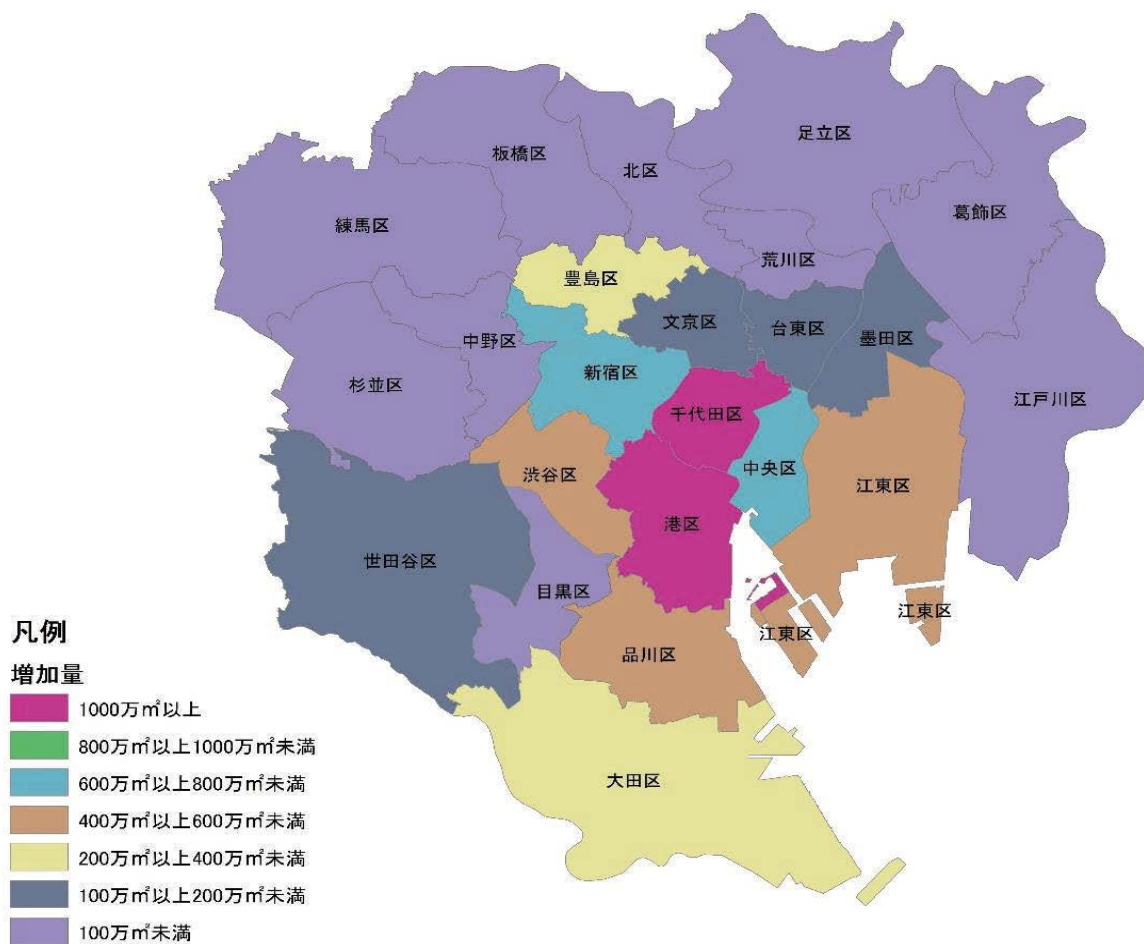 足立区
板橋区
北区
葛飾区
練馬区
荒川区
豊島区
文京区
台東区
墨田区
中野区
新宿区
杉並区
江戸川区
千代田区
中央区
渋谷区
江東区
港区
世田谷区
目黒区
江東区
江東区
品川区
大田区
凡例
増加量
1000万㎡以上
800万㎡以上1000万㎡未満
600万㎡以上800万㎡未満
400万㎡以上600万㎡未満
200万㎡以上400万㎡未満
100万㎡以上200万㎡未満
100万㎡未満